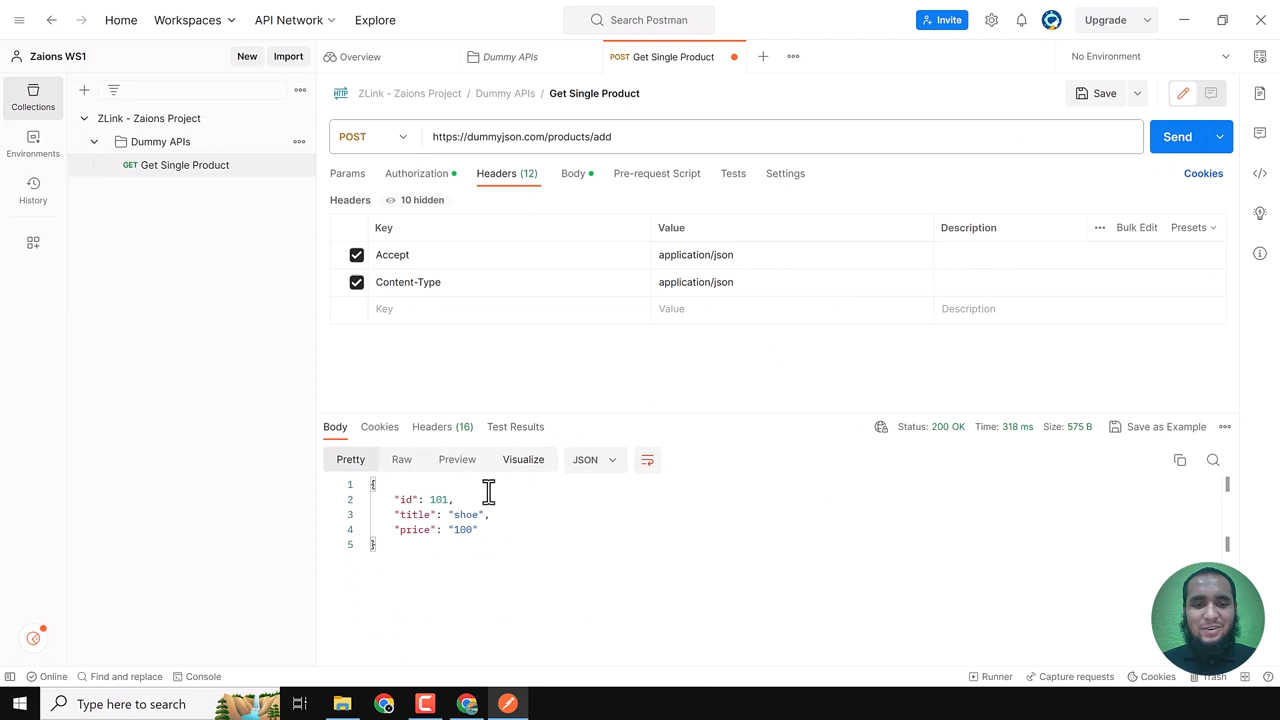 Home
Workspaces
API Network
Explore
Search Postman
Invite
Upgrade
Zaions WS1
New
Import
Overview
Dummy APIs
POST Get Single Product
No Environment
Collections
Environments
History
ZLink - Zaions Project
Dummy APIs
GET Get Single Product
HTTP ZLink - Zaions Project / Dummy APIs / Get Single Product
Save
POST
https://dummyjson.com/products/add
Send
Params
Authorization
Headers (12)
Body
Pre-request Script
Tests
Settings
Cookies
Headers
10 hidden
Key
Value
Description
Bulk Edit
Presets
Accept
application/json
Content-Type
application/json
Key
Value
Description
Body
Cookies
Headers (16)
Test Results
Status: 200 OK
Time: 318 ms
Size: 575 B
Save as Example
Pretty
Raw
Preview
Visualize
JSON
1 {
2 "id": 101,
3 "title": "shoe",
4 "price": "100"
5 }
Online
Find and replace
Console
Runner
Capture requests
Cookies
Trash
Type here to search